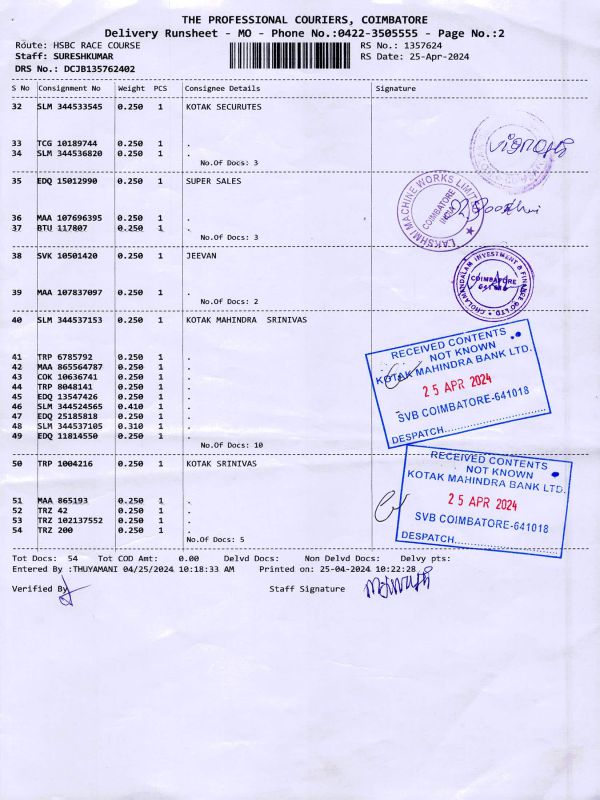 THE PROFESSIONAL COURIERS, COIMBATORE
Delivery Runsheet - MO - Phone No.:0422-3505555 - Page No.:2
Route: HSBC RACE COURSE RS No.: 1357624
Staff: SURESHKUMAR RS Date: 25-Apr-2024
DRS No.: DCJB135762402
S No Consignment No Weight PCS Consignee Details Signature
32 SLM 344533545 0.250 1 KOTAK SECURUTES
33 TCG 10189744 0.250 1 .
34 SLM 344536820 0.250 1 .
No.Of Docs: 3
35 EDQ 15012990 0.250 1 SUPER SALES
LAKSHMI MACHINE WORKS LIMITED
COIMBATORE
INDIA
36 MAA 107696395 0.250 1 .
37 BTU 117807 0.250 1 .
No.Of Docs: 3
38 SVK 10501420 0.250 1 JEEVAN
CHOLAMANDALAM INVESTMENT & FINANCE CO LTD
COIMBATORE
39 MAA 107837097 0.250 1 .
No.Of Docs: 2
40 SLM 344537153 0.250 1 KOTAK MAHINDRA SRINIVAS
41 TRP 6785792 0.250 1 .
42 MAA 865564787 0.250 1 .
43 COK 10636741 0.250 1 .
44 TRP 8048141 0.250 1 .
45 EDQ 13547426 0.250 1 .
46 SLM 344524565 0.410 1 .
47 EDQ 25185818 0.250 1 .
48 SLM 344537105 0.310 1 .
49 EDQ 11814550 0.250 1 .
No.Of Docs: 10
RECEIVED CONTENTS
NOT KNOWN
KOTAK MAHINDRA BANK LTD.
25 APR 2024
SVB COIMBATORE-641018
DESPATCH
50 TRP 1004216 0.250 1 KOTAK SRINIVAS
51 MAA 865193 0.250 1 .
52 TRZ 42 0.250 1 .
53 TRZ 102137552 0.250 1 .
54 TRZ 200 0.250 1 .
No.Of Docs: 5
RECEIVED CONTENTS
NOT KNOWN
KOTAK MAHINDRA BANK LTD.
25 APR 2024
SVB COIMBATORE-641018
DESPATCH
Tot Docs: 54 Tot COD Amt: 0.00 Delvd Docs: Non Delvd Docs: Delvy pts:
Entered By :THUYAMANI 04/25/2024 10:18:33 AM Printed on: 25-04-2024 10:22:28
Verified By Staff Signature